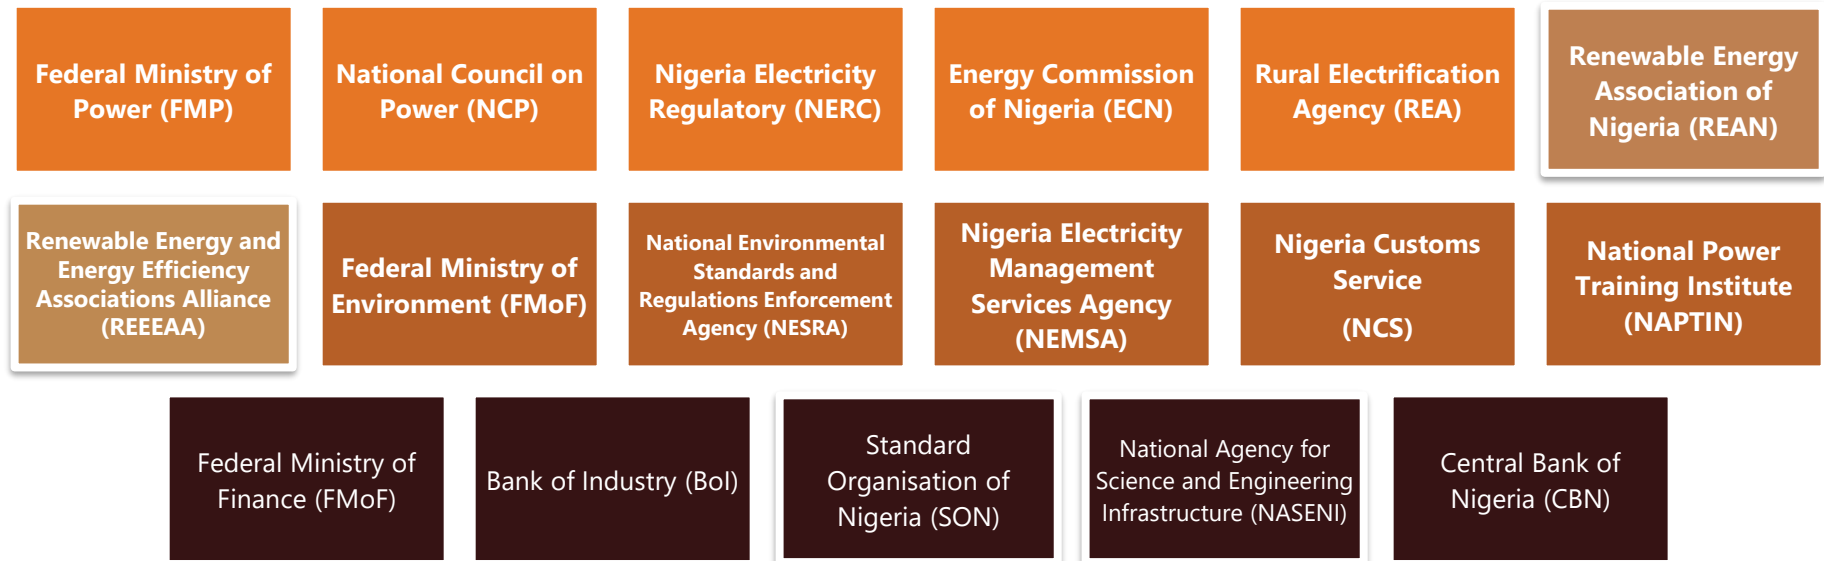 Federal Ministry of
Power (FMP)
National Council on
Power (NCP)
Nigeria Electricity
Regulatory (NERC)
Energy Commission
of Nigeria (ECN)
Rural Electrification
Agency (REA)
Renewable Energy
Association of
Nigeria (REAN)
Renewable Energy and
Energy Efficiency
Associations Alliance
(REEEAA)
Federal Ministry of
Environment (FMoF)
National Environmental
Standards and
Regulations Enforcement
Agency (NESRA)
Nigeria Electricity
Management
Services Agency
(NEMSA)
Nigeria Customs
Service
(NCS)
National Power
Training Institute
(NAPTIN)
Federal Ministry of
Finance (FMoF)
Bank of Industry (BoI)
Standard
Organisation of
Nigeria (SON)
National Agency for
Science and Engineering
Infrastructure (NASENI)
Central Bank of
Nigeria (CBN)